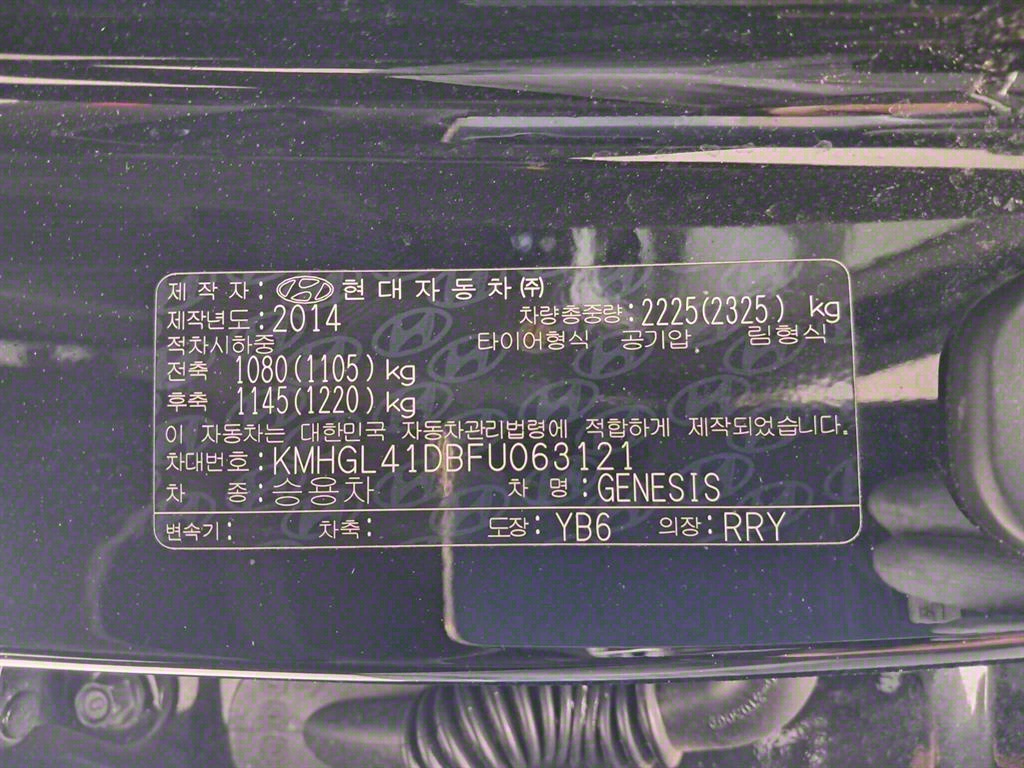 제 작 자 : 현대자동차㈜
제작년도 : 2014 차량총중량 : 2225(2325) kg
적차시하중 타이어형식 공기압 림형식
전축 1080(1105) kg
후축 1145(1220) kg
이 자동차는 대한민국 자동차관리법령에 적합하게 제작되었습니다.
차대번호 : KMHGL41DBFU063121
차 종 : 승용차 차 명 : GENESIS
변속기 : 차축 : 도장 : YB6 의장 : RRY